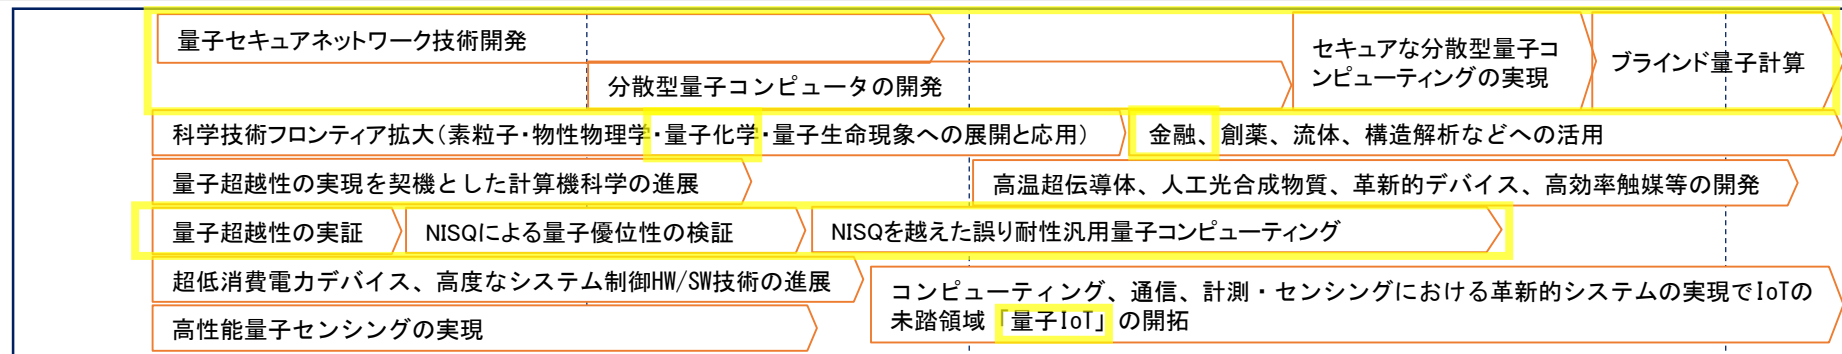 量子セキュアネットワーク技術開発
分散型量子コンピュータの開発
セキュアな分散型量子コ
ンピューティングの実現
ブラインド量子計算
科学技術フロンティア拡大(素粒子・物性物理学・量子化学・量子生命現象への展開と応用)
金融、創薬、流体、構造解析などへの活用
量子超越性の実現を契機とした計算機科学の進展
高温超伝導体、人工光合成物質、革新的デバイス、高効率触媒等の開発
量子超越性の実証
NISQによる量子優位性の検証
NISQを越えた誤り耐性汎用量子コンピューティング
超低消費電力デバイス、高度なシステム制御HW/SW技術の進展
コンピューティング、通信、計測・センシングにおける革新的システムの実現でIoTの
未踏領域「量子IoT」の開拓
高性能量子センシングの実現